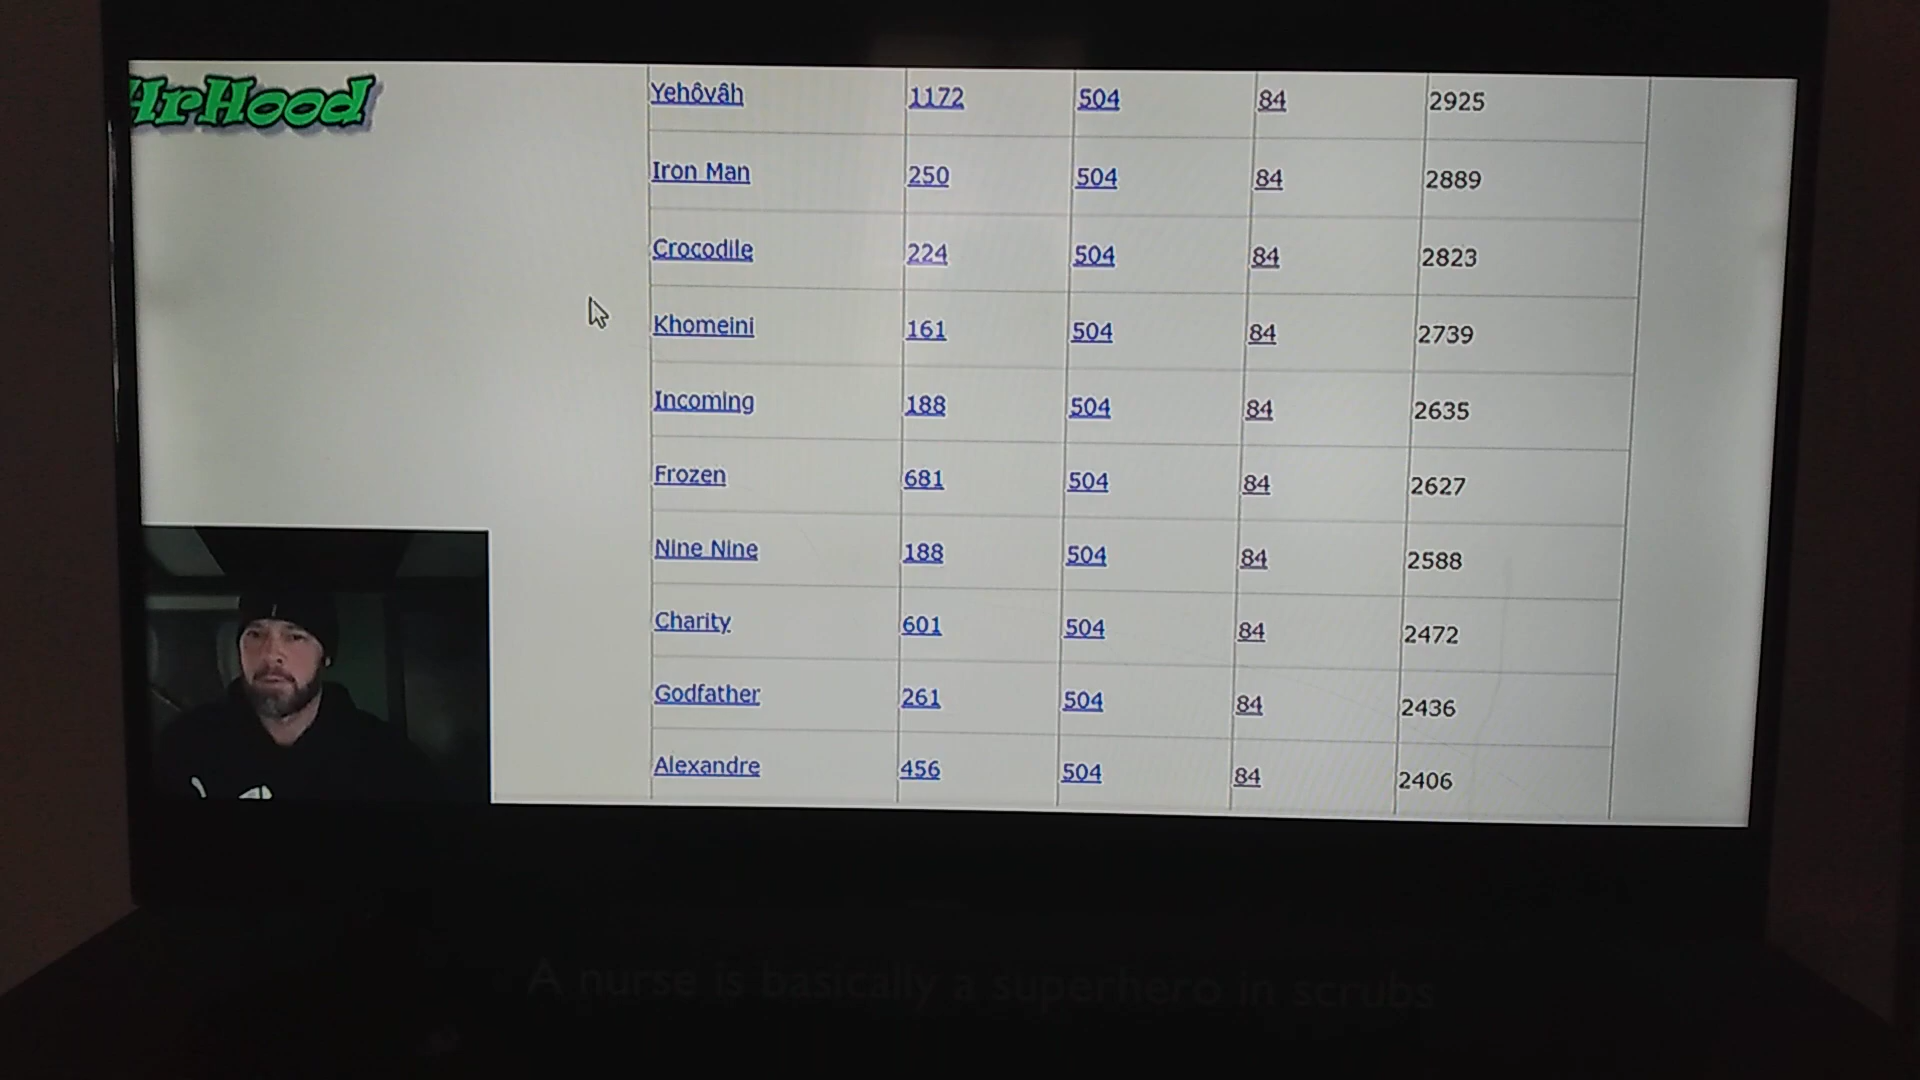 HrHood
Yehôvâh 1172 504 84 2925
Iron Man 250 504 84 2889
Crocodile 224 504 84 2823
Khomeini 161 504 84 2739
Incoming 188 504 84 2635
Frozen 681 504 84 2627
Nine Nine 188 504 84 2588
Charity 601 504 84 2472
Godfather 261 504 84 2436
Alexandre 456 504 84 2406
A nurse is basically a superhero in scrubs